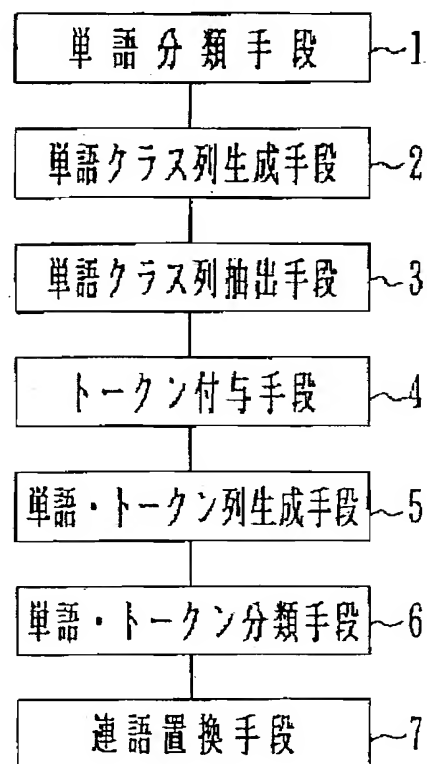 単語分類手段 ~1
単語クラス列生成手段 ~2
単語クラス列抽出手段 ~3
トークン付与手段 ~4
単語・トークン列生成手段 ~5
単語・トークン分類手段 ~6
連語置換手段 ~7